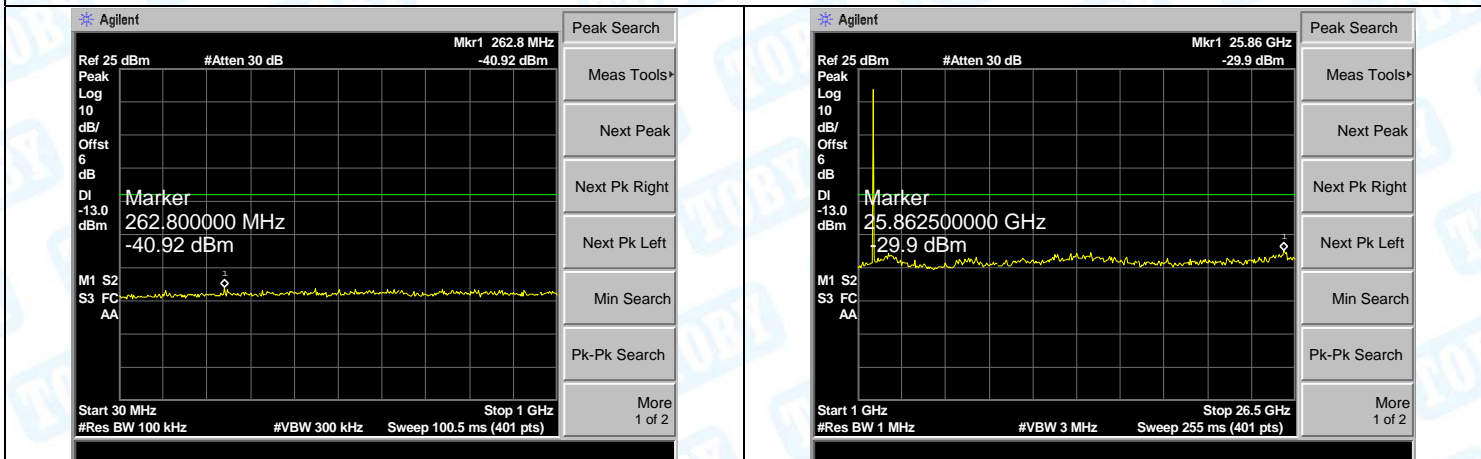 Agilent
Peak Search
Mkr1 262.8 MHz
Ref 25 dBm #Atten 30 dB -40.92 dBm
Peak
Log
10
dB/
Offst
6
dB
DI
-13.0
dBm
Marker
262.800000 MHz
-40.92 dBm
1
M1 S2
S3 FC
AA
Start 30 MHz Stop 1 GHz
#Res BW 100 kHz #VBW 300 kHz Sweep 100.5 ms (401 pts)
Meas Tools
Next Peak
Next Pk Right
Next Pk Left
Min Search
Pk-Pk Search
More
1 of 2
Agilent
Peak Search
Mkr1 25.86 GHz
Ref 25 dBm #Atten 30 dB -29.9 dBm
Peak
Log
10
dB/
Offst
6
dB
DI
-13.0
dBm
Marker
25.862500000 GHz
-29.9 dBm
1
M1 S2
S3 FC
AA
Start 1 GHz Stop 26.5 GHz
#Res BW 1 MHz #VBW 3 MHz Sweep 255 ms (401 pts)
Meas Tools
Next Peak
Next Pk Right
Next Pk Left
Min Search
Pk-Pk Search
More
1 of 2
TOBY